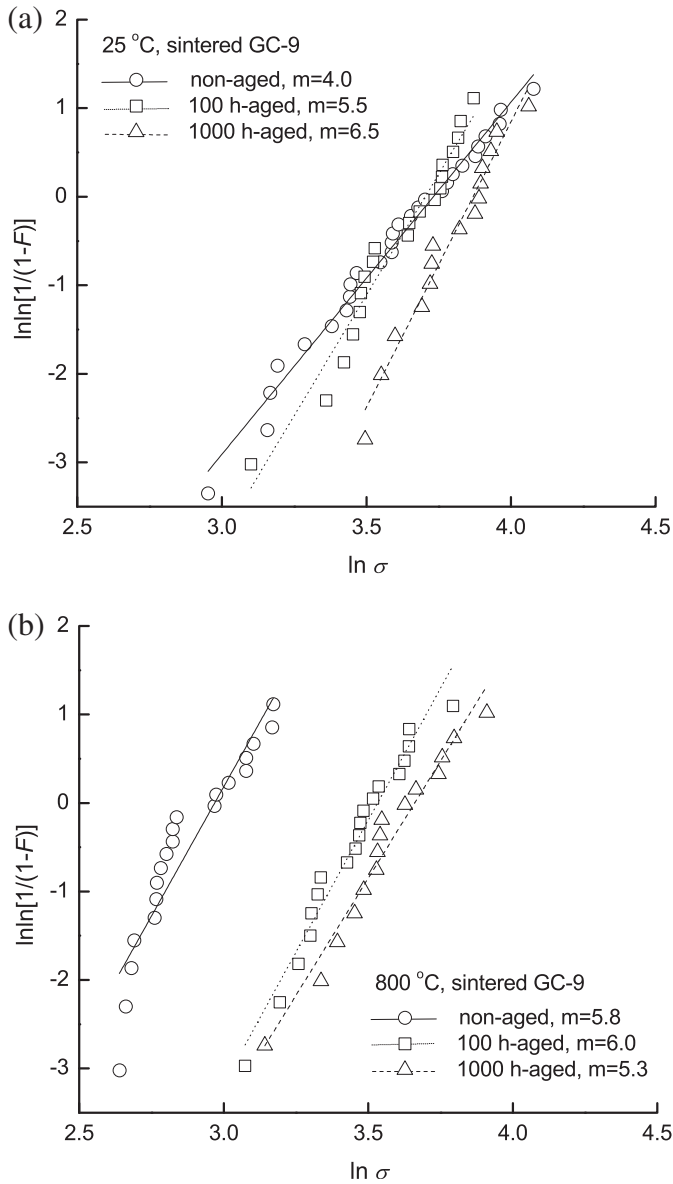 (a)
25 °C, sintered GC-9
non-aged, m=4.0
100 h-aged, m=5.5
1000 h-aged, m=6.5
2
1
0
-1
-2
-3
lnln[1/(1-F)]
2.5 3.0 3.5 4.0 4.5
ln σ
(b)
2
1
0
-1
-2
-3
lnln[1/(1-F)]
800 °C, sintered GC-9
non-aged, m=5.8
100 h-aged, m=6.0
1000 h-aged, m=5.3
2.5 3.0 3.5 4.0 4.5
ln σ